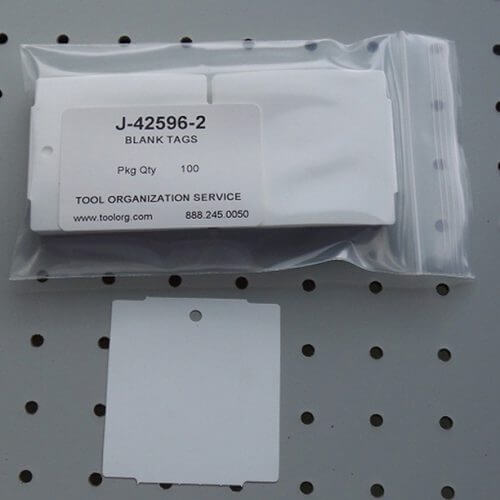 J-42596-2
BLANK TAGS
Pkg Qty 100
TOOL ORGANIZATION SERVICE
www.toolorg.com 888.245.0050